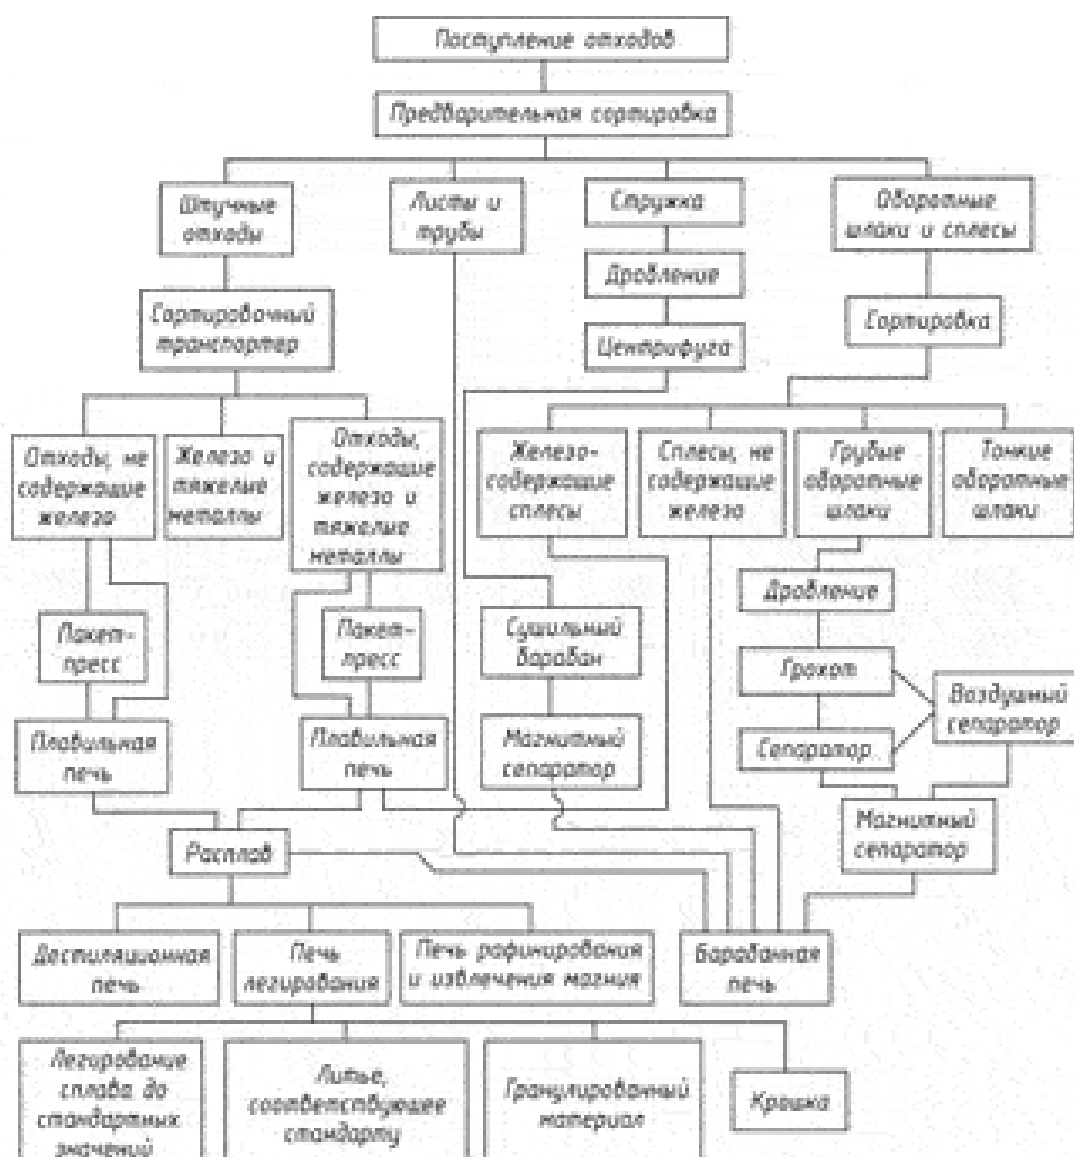 Поступление отходов
Предварительная сортировка
Штучные
отходы
Листы и
трубы
Стружка
Оборотные
шлаки и сплесы
Дробление
Сортировочный
транспортер
Центрифуга
Сортировка
Отходы, не
содержащие
железа
Железо и
тяжелые
металлы
Отходы,
содержащие
железо и
тяжелые
металлы
Железо-
содержащие
сплесы
Сплесы, не
содержащие
железо
Грубые
оборотные
шлаки
Тонкие
оборотные
шлаки
Дробление
Пакет-
пресс
Пакет-
пресс
Сушильный
барабан
Грохот
Воздушный
сепаратор
Плавильная
печь
Плавильная
печь
Магнитный
сепаратор
Сепаратор
Магнитный
сепаратор
Расплав
Дестиляционная
печь
Печь
легирования
Печь рафинирования
и извлечения магния
Барабанная
печь
Легирование
сплава до
стандартных
значений
Литье,
соответствующее
стандарту
Гранулированный
материал
Крошка